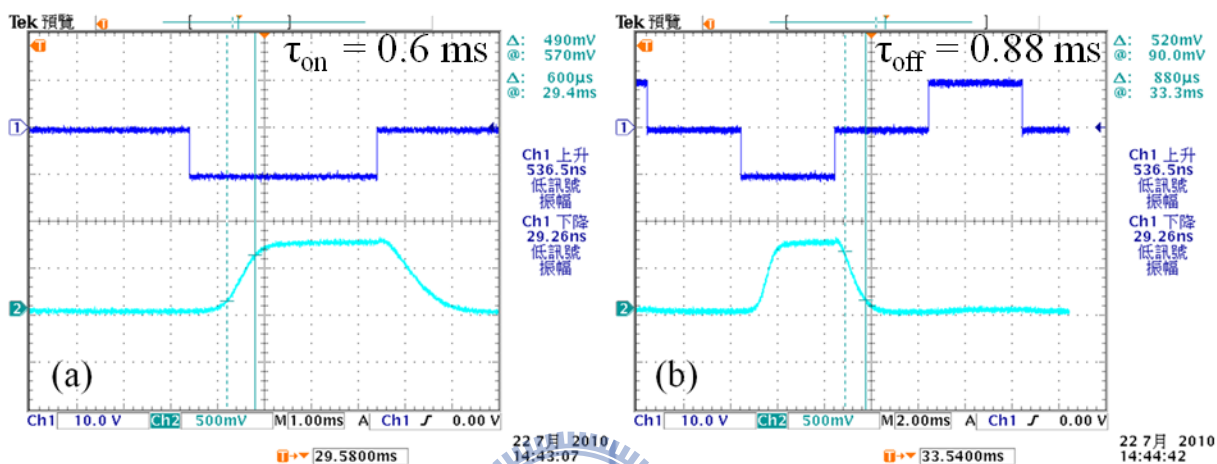 Tek 預覽
T
τon = 0.6 ms
Δ: 490mV
@: 570mV
Δ: 600μs
@: 29.4ms
T
1
Ch1 上升
536.5ns
低訊號
振幅
Ch1 下降
29.26ns
低訊號
振幅
2
(a)
Ch1 10.0 V Ch2 500mV M 1.00ms A Ch1 0.00 V
T 29.5800ms
22 7月 2010
14:43:07
Tek 預覽
T
τoff = 0.88 ms
Δ: 520mV
@: 90.0mV
Δ: 880μs
@: 33.3ms
T
1
Ch1 上升
536.5ns
低訊號
振幅
Ch1 下降
29.26ns
低訊號
振幅
2
(b)
Ch1 10.0 V Ch2 500mV M 2.00ms A Ch1 0.00 V
T 33.5400ms
22 7月 2010
14:44:42